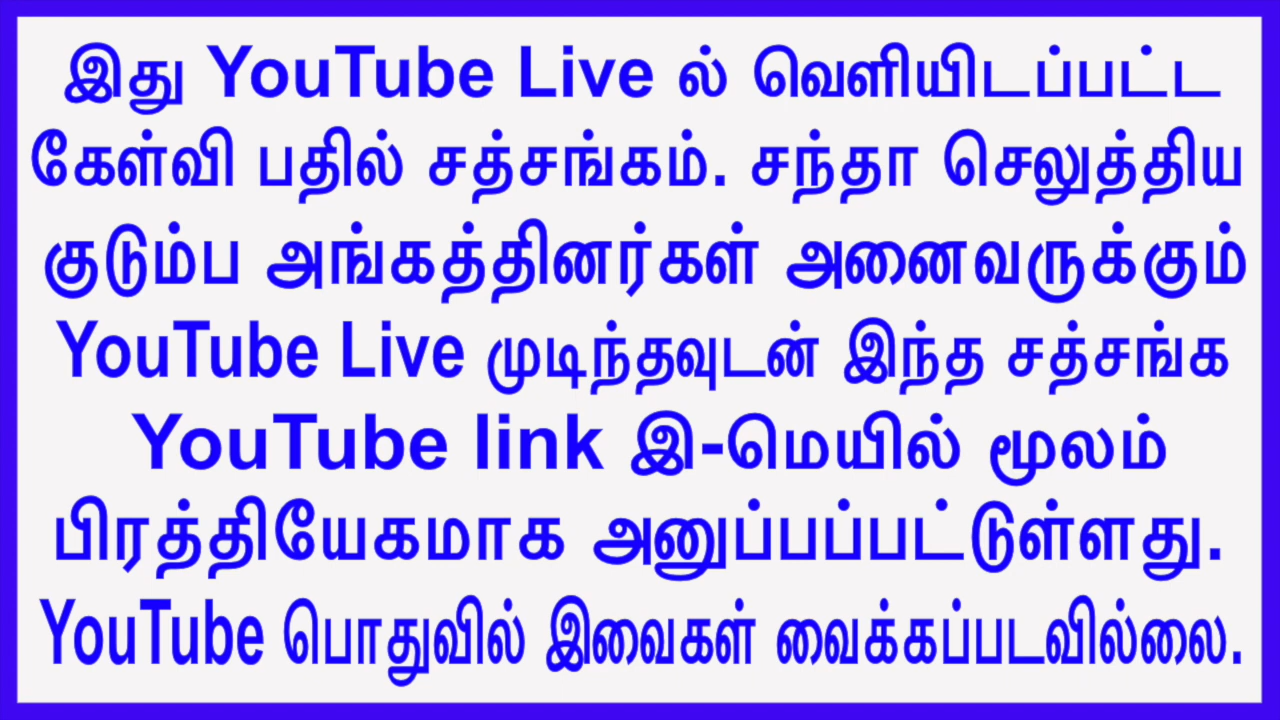 இது YouTube Live ல் வெளியிடப்பட்ட
கேள்வி பதில் சத்சங்கம். சந்தா செலுத்திய
குடும்ப அங்கத்தினர்கள் அனைவருக்கும்
YouTube Live முடிந்தவுடன் இந்த சத்சங்க
YouTube link இ-மெயில் மூலம்
பிரத்தியேகமாக அனுப்பப்பட்டுள்ளது.
YouTube பொதுவில் இவைகள் வைக்கப்படவில்லை.